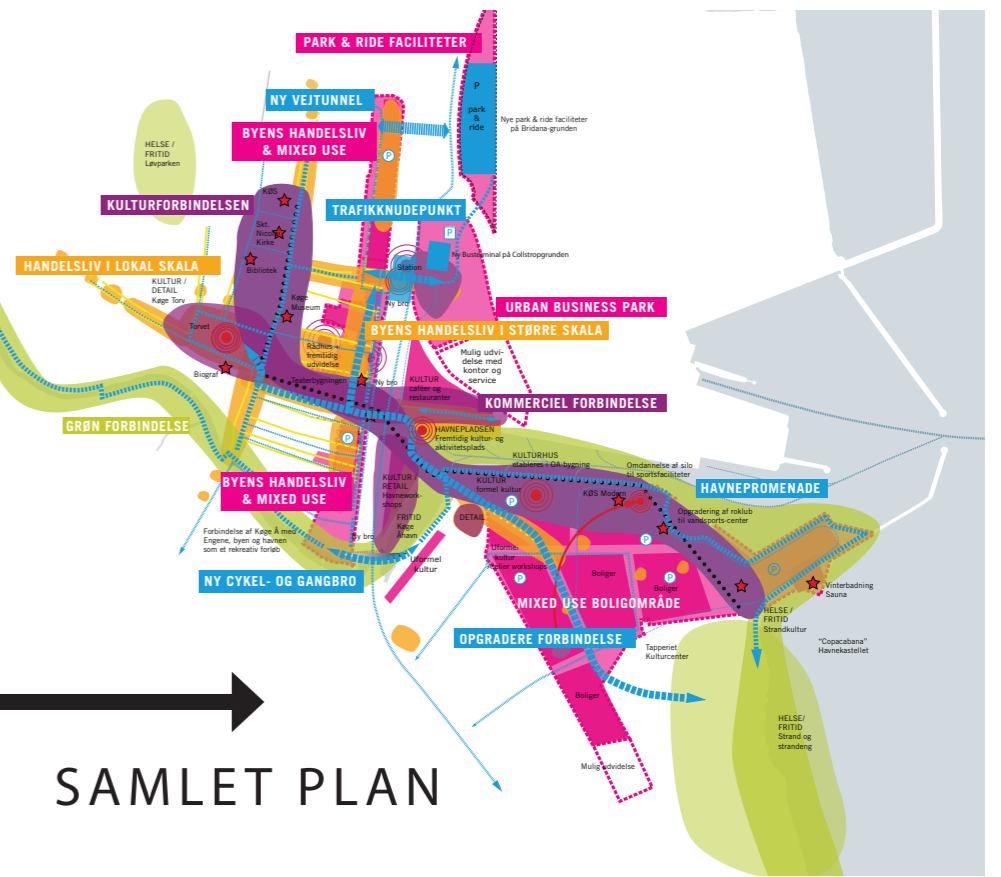 PARK & RIDE FACILITETER
P
park
&
ride
NY VEJTUNNEL
Nye park & ride faciliteter
på Bridana-grunden
BYENS HANDELSLIV
& MIXED USE
HELSE /
FRITID
Løvparken
P
KØS
KULTURFORBINDELSEN
TRAFIKKNUDEPUNKT
Skt.
Nicolai
Kirke
P
Ny Busterminal på Collstropgrunden
HANDELSLIV I LOKAL SKALA
Bibliotek
Station
KULTUR /
DETAIL
Køge Torv
Køge
Museum
Ny bro
URBAN BUSINESS PARK
Torvet
BYENS HANDELSLIV I STØRRE SKALA
Rådhus +
fremtidig
udvidelse
Mulig udvi-
delse med
kontor og
service
Biograf
Teaterbygningen
Ny bro
KULTUR
caféer og
restauranter
KOMMERCIEL FORBINDELSE
GRØN FORBINDELSE
P
HAVNEPLADSEN
Fremtidig kultur- og
aktivitetsplads
KULTURHUS
etableres i OA bygning
Omdannelse af silo
til sportsfaciliteter
BYENS HANDELSLIV
& MIXED USE
KULTUR /
RETAIL
Havnework-
shops
KULTUR
formel kultur
P
KØS Modern
HAVNEPROMENADE
Opgradering af roklub
til vandsports-center
FRITID
Køge
Åhavn
DETAIL
Forbindelse af Køge Å med
Engene, byen og havnen
som et rekreativ forløb
Ny bro
Uformel
kultur
Uformel
kultur
Atelier workshops
P
P
Boliger
P
Boliger
P
NY CYKEL- OG GANGBRO
Vinterbadning
Sauna
MIXED USE BOLIGOMRÅDE
HELSE /
FRITID
Strandkultur
OPGRADERE FORBINDELSE
Tapperiet
Kulturcenter
"Copacabana"
Havnekastellet
Boliger
HELSE/
FRITID
Strand og
strandeng
Mulig udvidelse
SAMLET PLAN